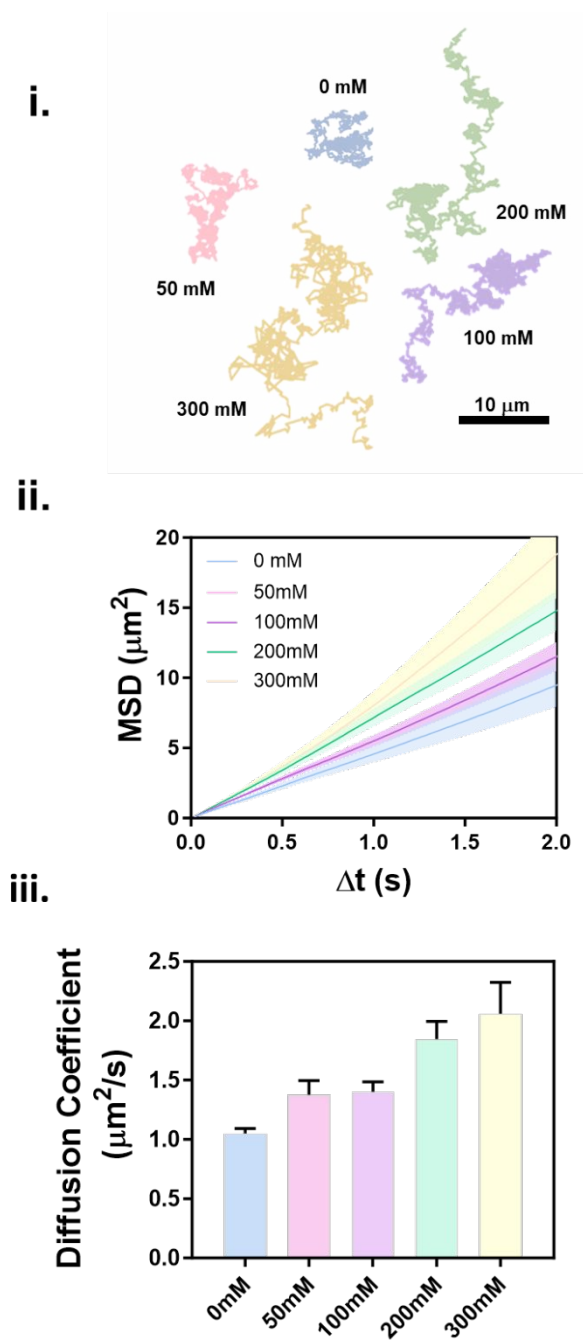 i.
0 mM
200 mM
50 mM
100 mM
300 mM
10 μm
ii.
MSD (μm²)
20
15
10
5
0
0 mM
50mM
100mM
200mM
300mM
0.0 0.5 1.0 1.5 2.0
Δt (s)
iii.
Diffusion Coefficient
(μm²/s)
2.5
2.0
1.5
1.0
0.5
0.0
0mM
50mM
100mM
200mM
300mM